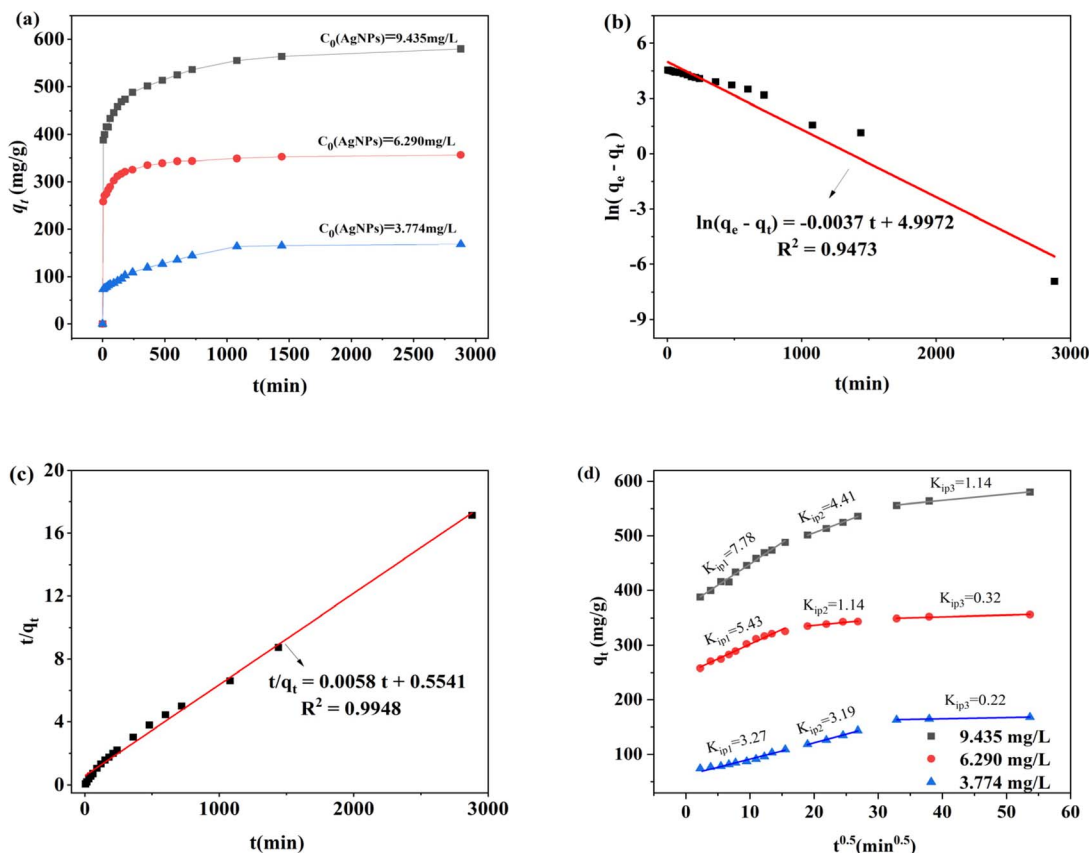 (a)
600
500
400
300
200
100
0
qt (mg/g)
C0(AgNPs)=9.435mg/L
C0(AgNPs)=6.290mg/L
C0(AgNPs)=3.774mg/L
0 500 1000 1500 2000 2500 3000
t(min)
(b)
6
3
0
-3
-6
-9
ln( qe - qt )
ln(qe - qt) = -0.0037 t + 4.9972
R² = 0.9473
0 1000 2000 3000
t(min)
(c)
20
16
12
8
4
0
t/qt
t/qt = 0.0058 t + 0.5541
R² = 0.9948
0 500 1000 1500 2000 2500 3000
t(min)
(d)
600
500
400
300
200
100
qt (mg/g)
Kip1=7.78
Kip2=4.41
Kip3=1.14
Kip1=5.43
Kip2=1.14
Kip3=0.32
Kip1=3.27
Kip2=3.19
Kip3=0.22
9.435 mg/L
6.290 mg/L
3.774 mg/L
0 10 20 30 40 50 60
t0.5(min0.5)